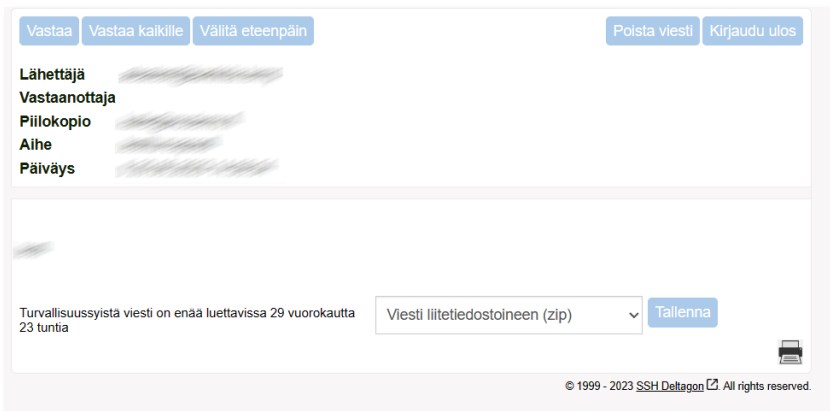 Vastaa Vastaa kaikille Välitä eteenpäin Poista viesti Kirjaudu ulos
Lähettäjä
Vastaanottaja
Piilokopio
Aihe
Päiväys
Turvallisuussyistä viesti on enää luettavissa 29 vuorokautta
23 tuntia
Viesti liitetiedostoineen (zip) Tallenna
© 1999 - 2023 SSH Deltagon All rights reserved.